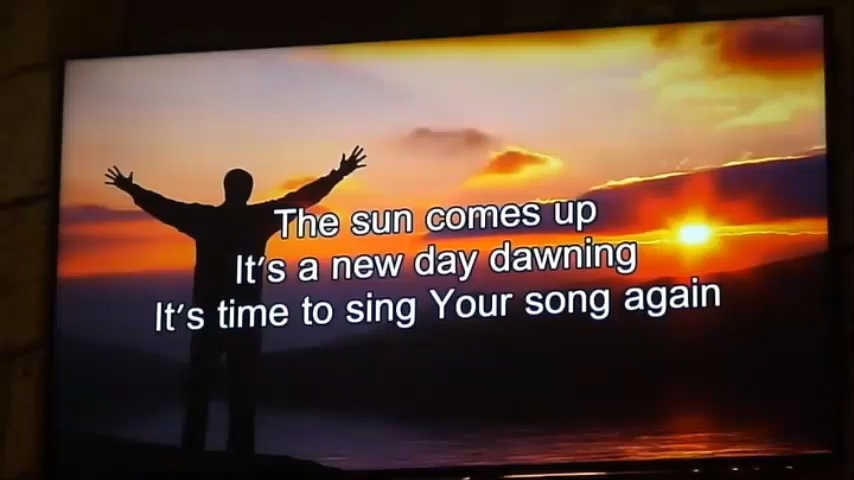 The sun comes up
It's a new day dawning
It's time to sing Your song again